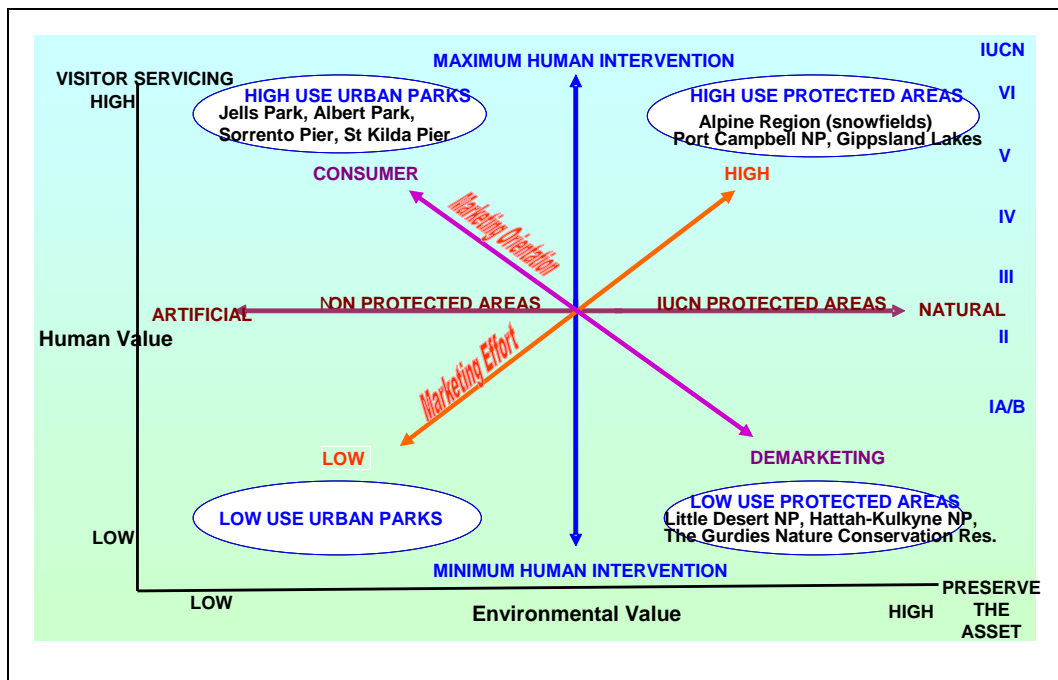 IUCN
MAXIMUM HUMAN INTERVENTION
VISITOR SERVICING
HIGH
HIGH USE URBAN PARKS
Jells Park, Albert Park,
Sorrento Pier, St Kilda Pier
HIGH USE PROTECTED AREAS
Alpine Region (snowfields)
Port Campbell NP, Gippsland Lakes
VI
V
CONSUMER
HIGH
Marketing Orientation
IV
III
ARTIFICIAL
NON PROTECTED AREAS
IUCN PROTECTED AREAS
NATURAL
Human Value
II
Marketing Effort
IA/B
LOW
DEMARKETING
LOW USE URBAN PARKS
LOW USE PROTECTED AREAS
Little Desert NP, Hattah-Kulkyne NP,
The Gurdies Nature Conservation Res.
LOW
MINIMUM HUMAN INTERVENTION
LOW
Environmental Value
HIGH
PRESERVE
THE
ASSET